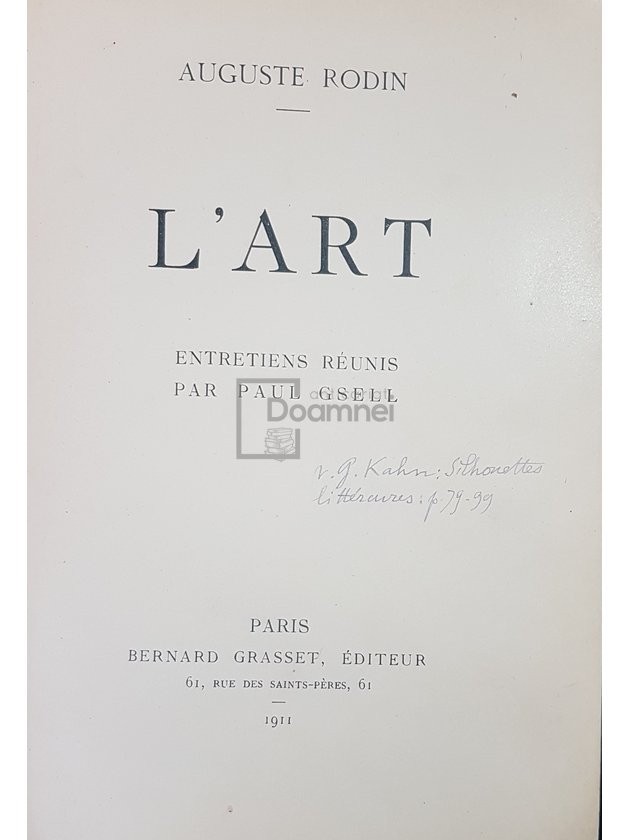 AUGUSTE RODIN
L'ART
ENTRETIENS RÉUNIS
PAR PAUL GSELL
Doamnei
v. G. Kahn: Silhouettes
littéraires: p. 79-99
PARIS
BERNARD GRASSET, ÉDITEUR
61, RUE DES SAINTS-PÈRES, 61
1911